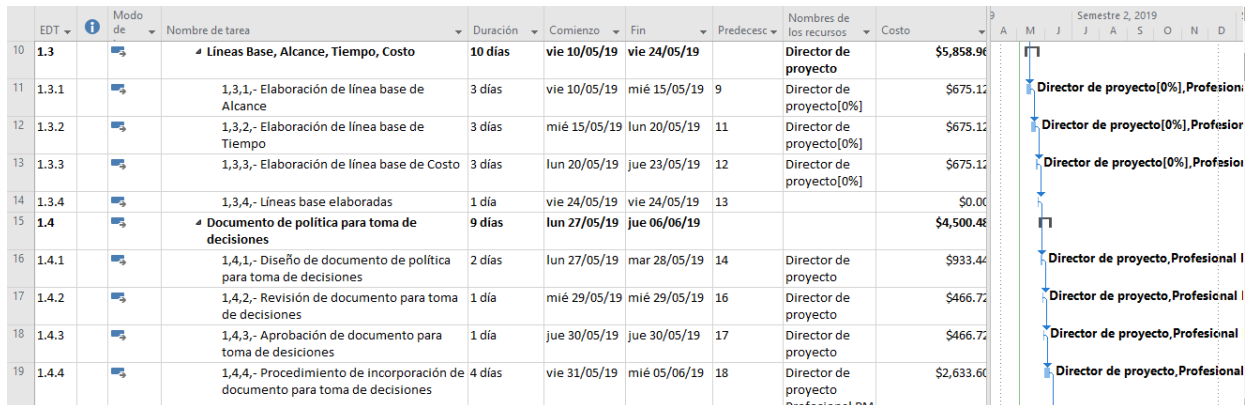 9 Semestre 2, 2019 S
EDT Modo de Nombre de tarea Duración Comienzo Fin Predecesc Nombres de los recursos Costo A M J J A S O N D
10 1.3 Líneas Base, Alcance, Tiempo, Costo 10 días vie 10/05/19 vie 24/05/19 Director de $5,858.96
proyecto
11 1.3.1 1,3,1,- Elaboración de línea base de 3 días vie 10/05/19 mié 15/05/19 9 Director de $675.12 Director de proyecto[0%],Profesiona
Alcance proyecto[0%]
12 1.3.2 1,3,2,- Elaboración de línea base de 3 días mié 15/05/19 lun 20/05/19 11 Director de $675.12 Director de proyecto[0%],Profesior
Tiempo proyecto[0%]
13 1.3.3 1,3,3,- Elaboración de línea base de Costo 3 días lun 20/05/19 jue 23/05/19 12 Director de $675.12 Director de proyecto[0%],Profesion
proyecto[0%]
14 1.3.4 1,3,4,- Líneas base elaboradas 1 día vie 24/05/19 vie 24/05/19 13 $0.00
15 1.4 Documento de política para toma de 9 días lun 27/05/19 jue 06/06/19 $4,500.48
decisiones
16 1.4.1 1,4,1,- Diseño de documento de política 2 días lun 27/05/19 mar 28/05/19 14 Director de $933.44 Director de proyecto,Profesional
para toma de decisiones proyecto
17 1.4.2 1,4,2,- Revisión de documento para toma 1 día mié 29/05/19 mié 29/05/19 16 Director de $466.72 Director de proyecto,Profesional
de decisiones proyecto
18 1.4.3 1,4,3,- Aprobación de documento para 1 día jue 30/05/19 jue 30/05/19 17 Director de $466.72 Director de proyecto,Profesional
toma de desiciones proyecto
19 1.4.4 1,4,4,- Procedimiento de incorporación de 4 días vie 31/05/19 mié 05/06/19 18 Director de $2,633.60 Director de proyecto,Profesional
documento para toma de decisiones proyecto
Profesional PM